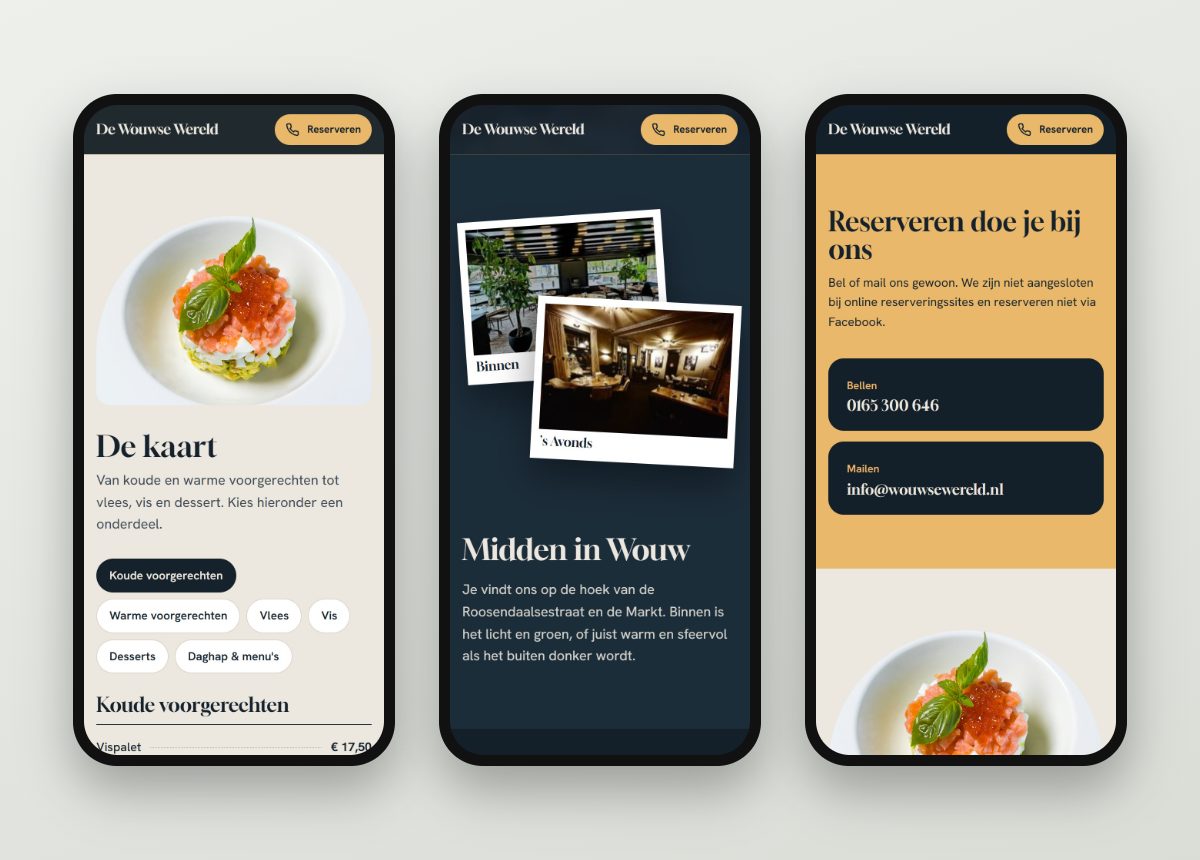 De Wouwse Wereld
Reserveren
De kaart
Van koude en warme voorgerechten tot
vlees, vis en dessert. Kies hieronder een
onderdeel.
Koude voorgerechten
Warme voorgerechten
Vlees
Vis
Desserts
Daghap & menu's
Koude voorgerechten
Vispalet € 17,50
De Wouwse Wereld
Reserveren
Binnen
's Avonds
Midden in Wouw
Je vindt ons op de hoek van de
Roosendaalsestraat en de Markt. Binnen is
het licht en groen, of juist warm en sfeervol
als het buiten donker wordt.
De Wouwse Wereld
Reserveren
Reserveren doe je bij
ons
Bel of mail ons gewoon. We zijn niet aangesloten
bij online reserveringssites en reserveren niet via
Facebook.
Bellen
0165 300 646
Mailen
info@wouwsewereld.nl